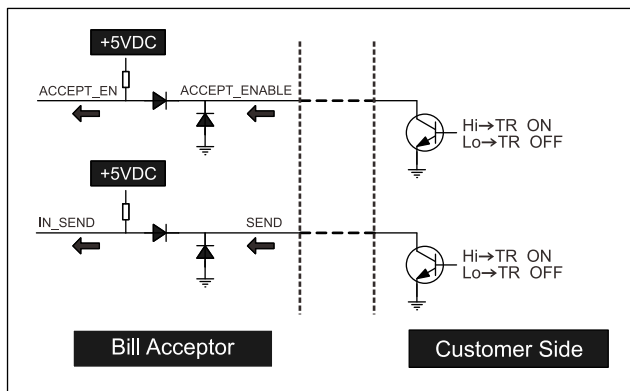 +5VDC
ACCEPT_EN
ACCEPT_ENABLE
Hi→TR ON
Lo→TR OFF
+5VDC
IN_SEND
SEND
Hi→TR ON
Lo→TR OFF
Bill Acceptor
Customer Side